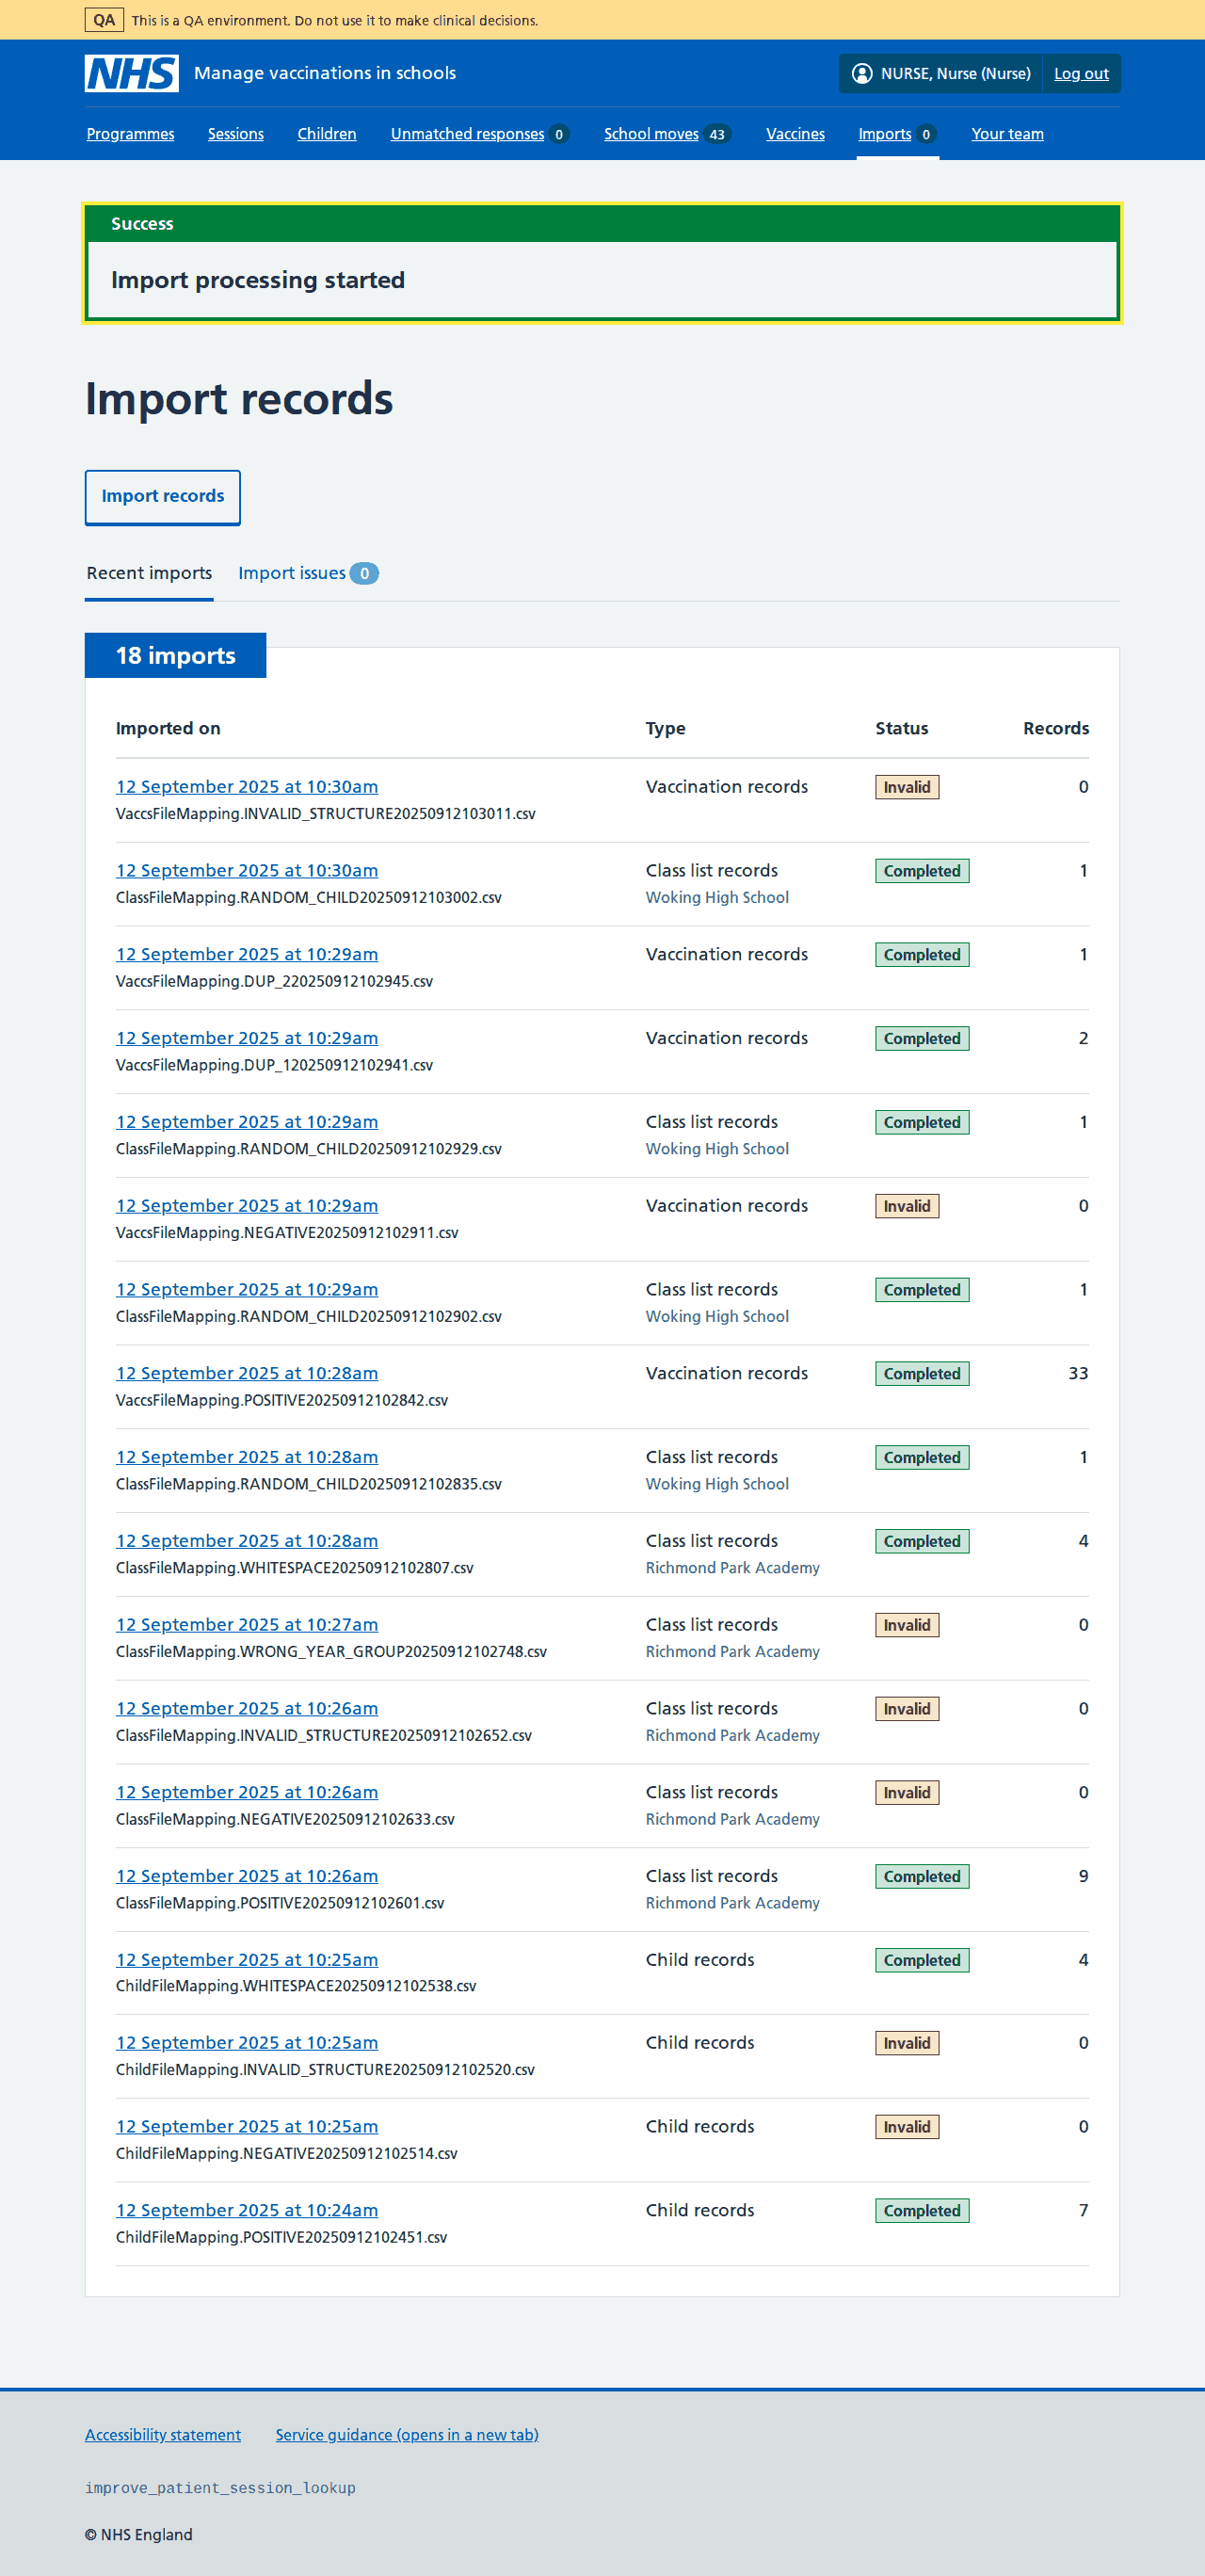 QA This is a QA environment. Do not use it to make clinical decisions.
NHS Manage vaccinations in schools NURSE, Nurse (Nurse) Log out
Programmes Sessions Children Unmatched responses 0 School moves 43 Vaccines Imports 0 Your team
Success
Import processing started
Import records
Import records
Recent imports Import issues 0
18 imports
Imported on Type Status Records
12 September 2025 at 10:30am Vaccination records Invalid 0
VaccsFileMapping.INVALID_STRUCTURE20250912103011.csv
12 September 2025 at 10:30am Class list records Completed 1
ClassFileMapping.RANDOM_CHILD20250912103002.csv Woking High School
12 September 2025 at 10:29am Vaccination records Completed 1
VaccsFileMapping.DUP_220250912102945.csv
12 September 2025 at 10:29am Vaccination records Completed 2
VaccsFileMapping.DUP_120250912102941.csv
12 September 2025 at 10:29am Class list records Completed 1
ClassFileMapping.RANDOM_CHILD20250912102929.csv Woking High School
12 September 2025 at 10:29am Vaccination records Invalid 0
VaccsFileMapping.NEGATIVE20250912102911.csv
12 September 2025 at 10:29am Class list records Completed 1
ClassFileMapping.RANDOM_CHILD20250912102902.csv Woking High School
12 September 2025 at 10:28am Vaccination records Completed 33
VaccsFileMapping.POSITIVE20250912102842.csv
12 September 2025 at 10:28am Class list records Completed 1
ClassFileMapping.RANDOM_CHILD20250912102835.csv Woking High School
12 September 2025 at 10:28am Class list records Completed 4
ClassFileMapping.WHITESPACE20250912102807.csv Richmond Park Academy
12 September 2025 at 10:27am Class list records Invalid 0
ClassFileMapping.WRONG_YEAR_GROUP20250912102748.csv Richmond Park Academy
12 September 2025 at 10:26am Class list records Invalid 0
ClassFileMapping.INVALID_STRUCTURE20250912102652.csv Richmond Park Academy
12 September 2025 at 10:26am Class list records Invalid 0
ClassFileMapping.NEGATIVE20250912102633.csv Richmond Park Academy
12 September 2025 at 10:26am Class list records Completed 9
ClassFileMapping.POSITIVE20250912102601.csv Richmond Park Academy
12 September 2025 at 10:25am Child records Completed 4
ChildFileMapping.WHITESPACE20250912102538.csv
12 September 2025 at 10:25am Child records Invalid 0
ChildFileMapping.INVALID_STRUCTURE20250912102520.csv
12 September 2025 at 10:25am Child records Invalid 0
ChildFileMapping.NEGATIVE20250912102514.csv
12 September 2025 at 10:24am Child records Completed 7
ChildFileMapping.POSITIVE20250912102451.csv
Accessibility statement Service guidance (opens in a new tab)
improve_patient_session_lookup
© NHS England